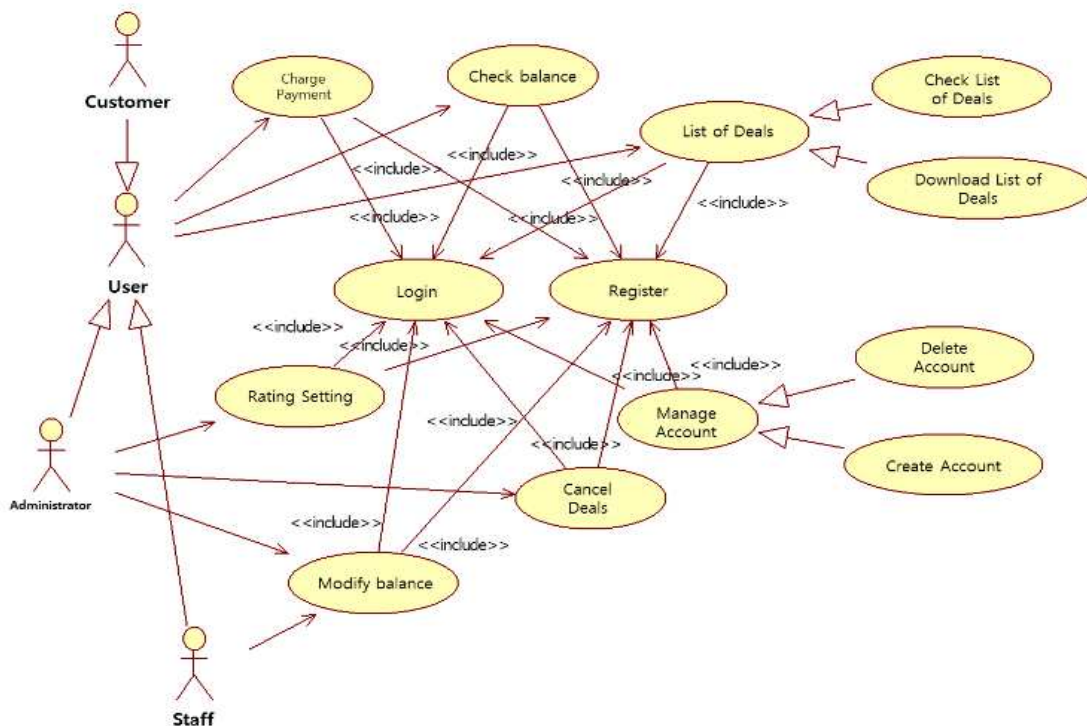 Customer
Charge
Payment
Check balance
Check List
of Deals
List of Deals
Download List of
Deals
<<include>>
<<include>>
<<include>>
<<include>>
<<include>>
<<include>>
User
Login
Register
<<include>>
<<include>>
<<include>>
<<include>>
Delete
Account
Rating Setting
Manage
Account
<<include>>
<<include>>
Create Account
Administrator
Cancel
Deals
<<include>>
<<include>>
Modify balance
Staff